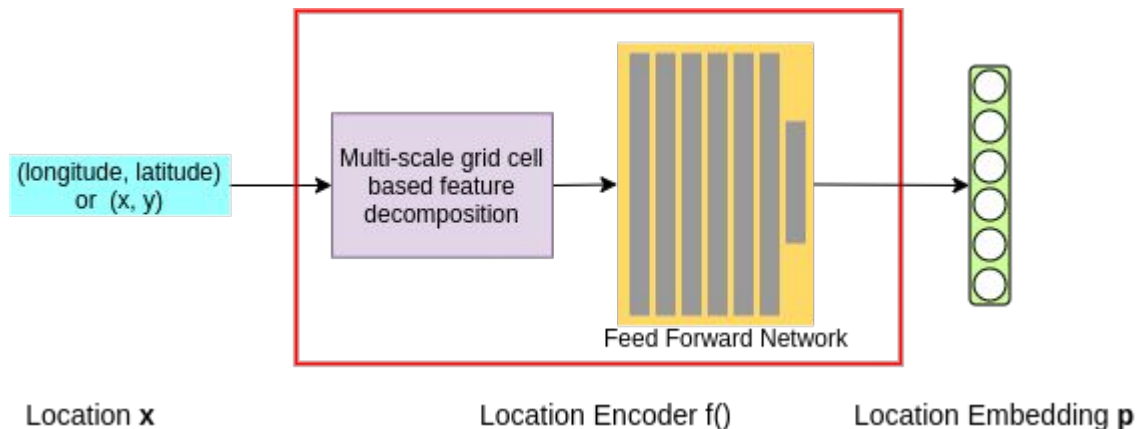 (longitude, latitude)
or (x, y)
Multi-scale grid cell
based feature
decomposition
Feed Forward Network
Location x
Location Encoder f()
Location Embedding p